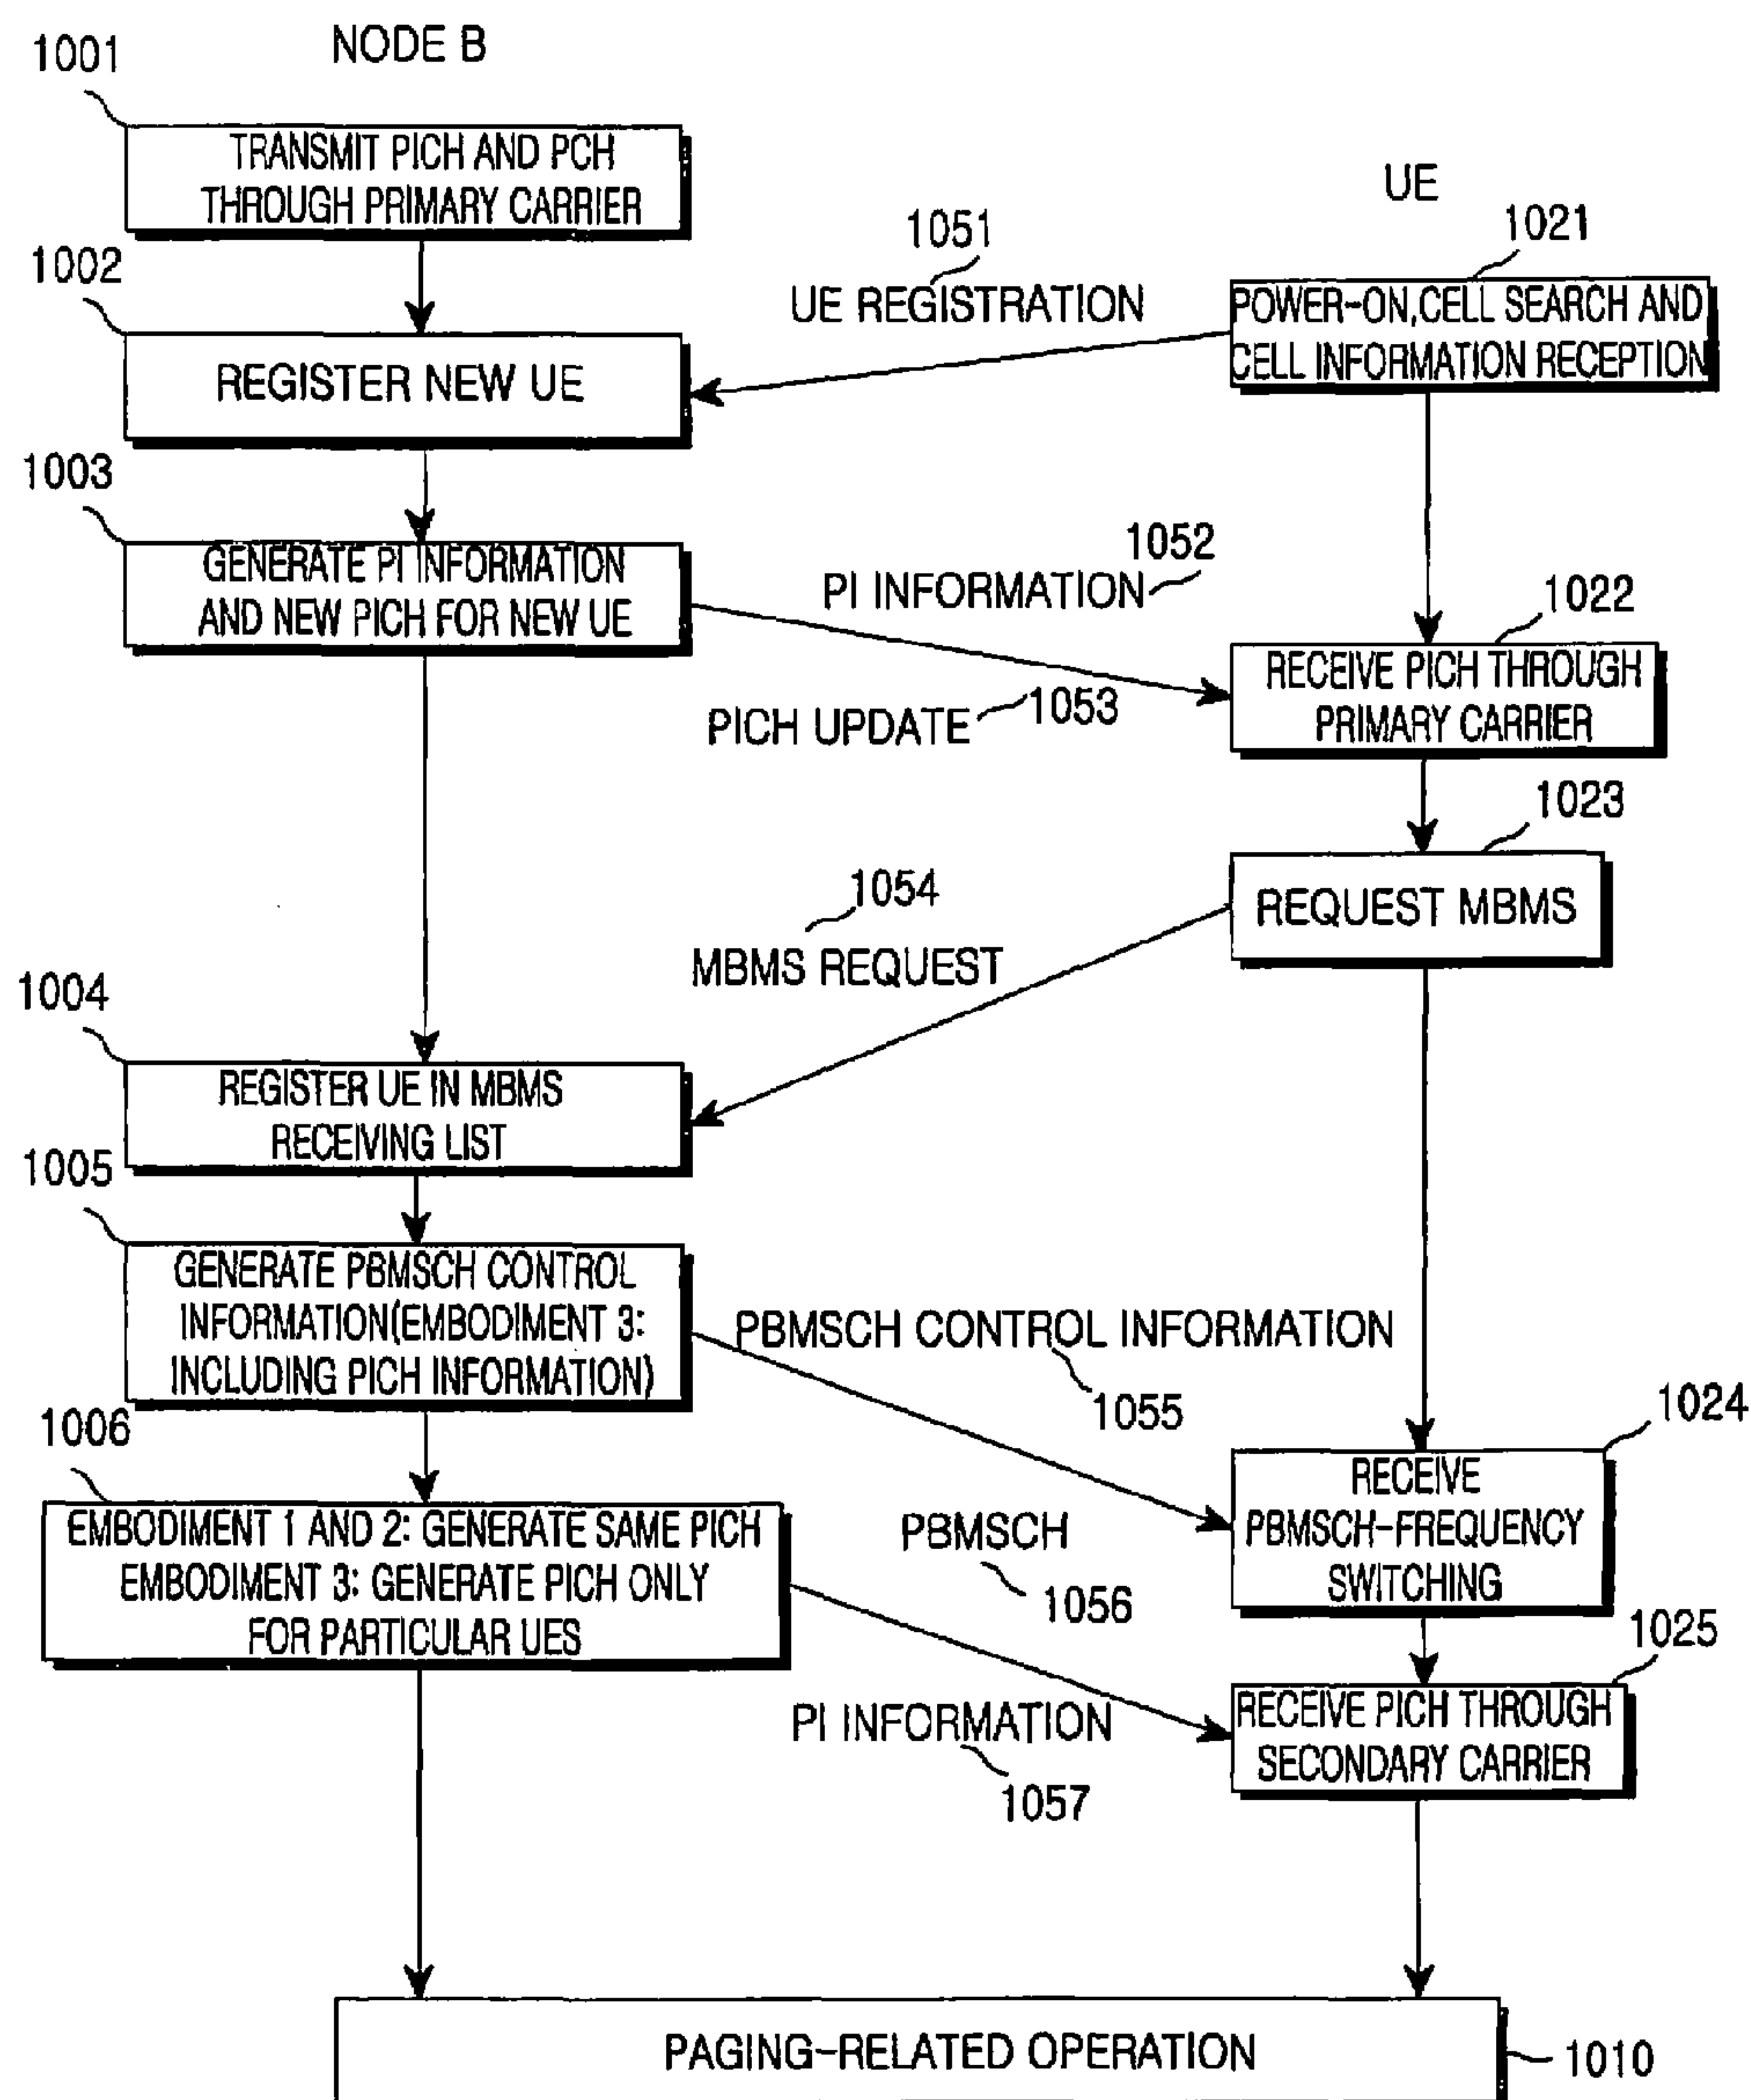 NODE B
1001
TRANSMIT PICH AND PCH
THROUGH PRIMARY CARRIER
UE
1021
1051
1002
UE REGISTRATION
POWER-ON,CELL SEARCH AND
CELL INFORMATION RECEPTION
REGISTER NEW UE
1003
1052
GENERATE PI INFORMATION
AND NEW PICH FOR NEW UE
PI INFORMATION
1022
RECEIVE PICH THROUGH
PRIMARY CARRIER
PICH UPDATE
1053
1023
1054
REQUEST MBMS
MBMS REQUEST
1004
REGISTER UE IN MBMS
RECEIVING LIST
1005
GENERATE PBMSCH CONTROL
INFORMATION(EMBODIMENT 3:
INCLUDING PICH INFORMATION)
PBMSCH CONTROL INFORMATION
1055
1024
1006
RECEIVE
PBMSCH-FREQUENCY
SWITCHING
EMBODIMENT 1 AND 2: GENERATE SAME PICH
EMBODIMENT 3: GENERATE PICH ONLY
FOR PARTICULAR UES
PBMSCH
1056
1025
RECEIVE PICH THROUGH
SECONDARY CARRIER
PI INFORMATION
1057
PAGING-RELATED OPERATION
1010